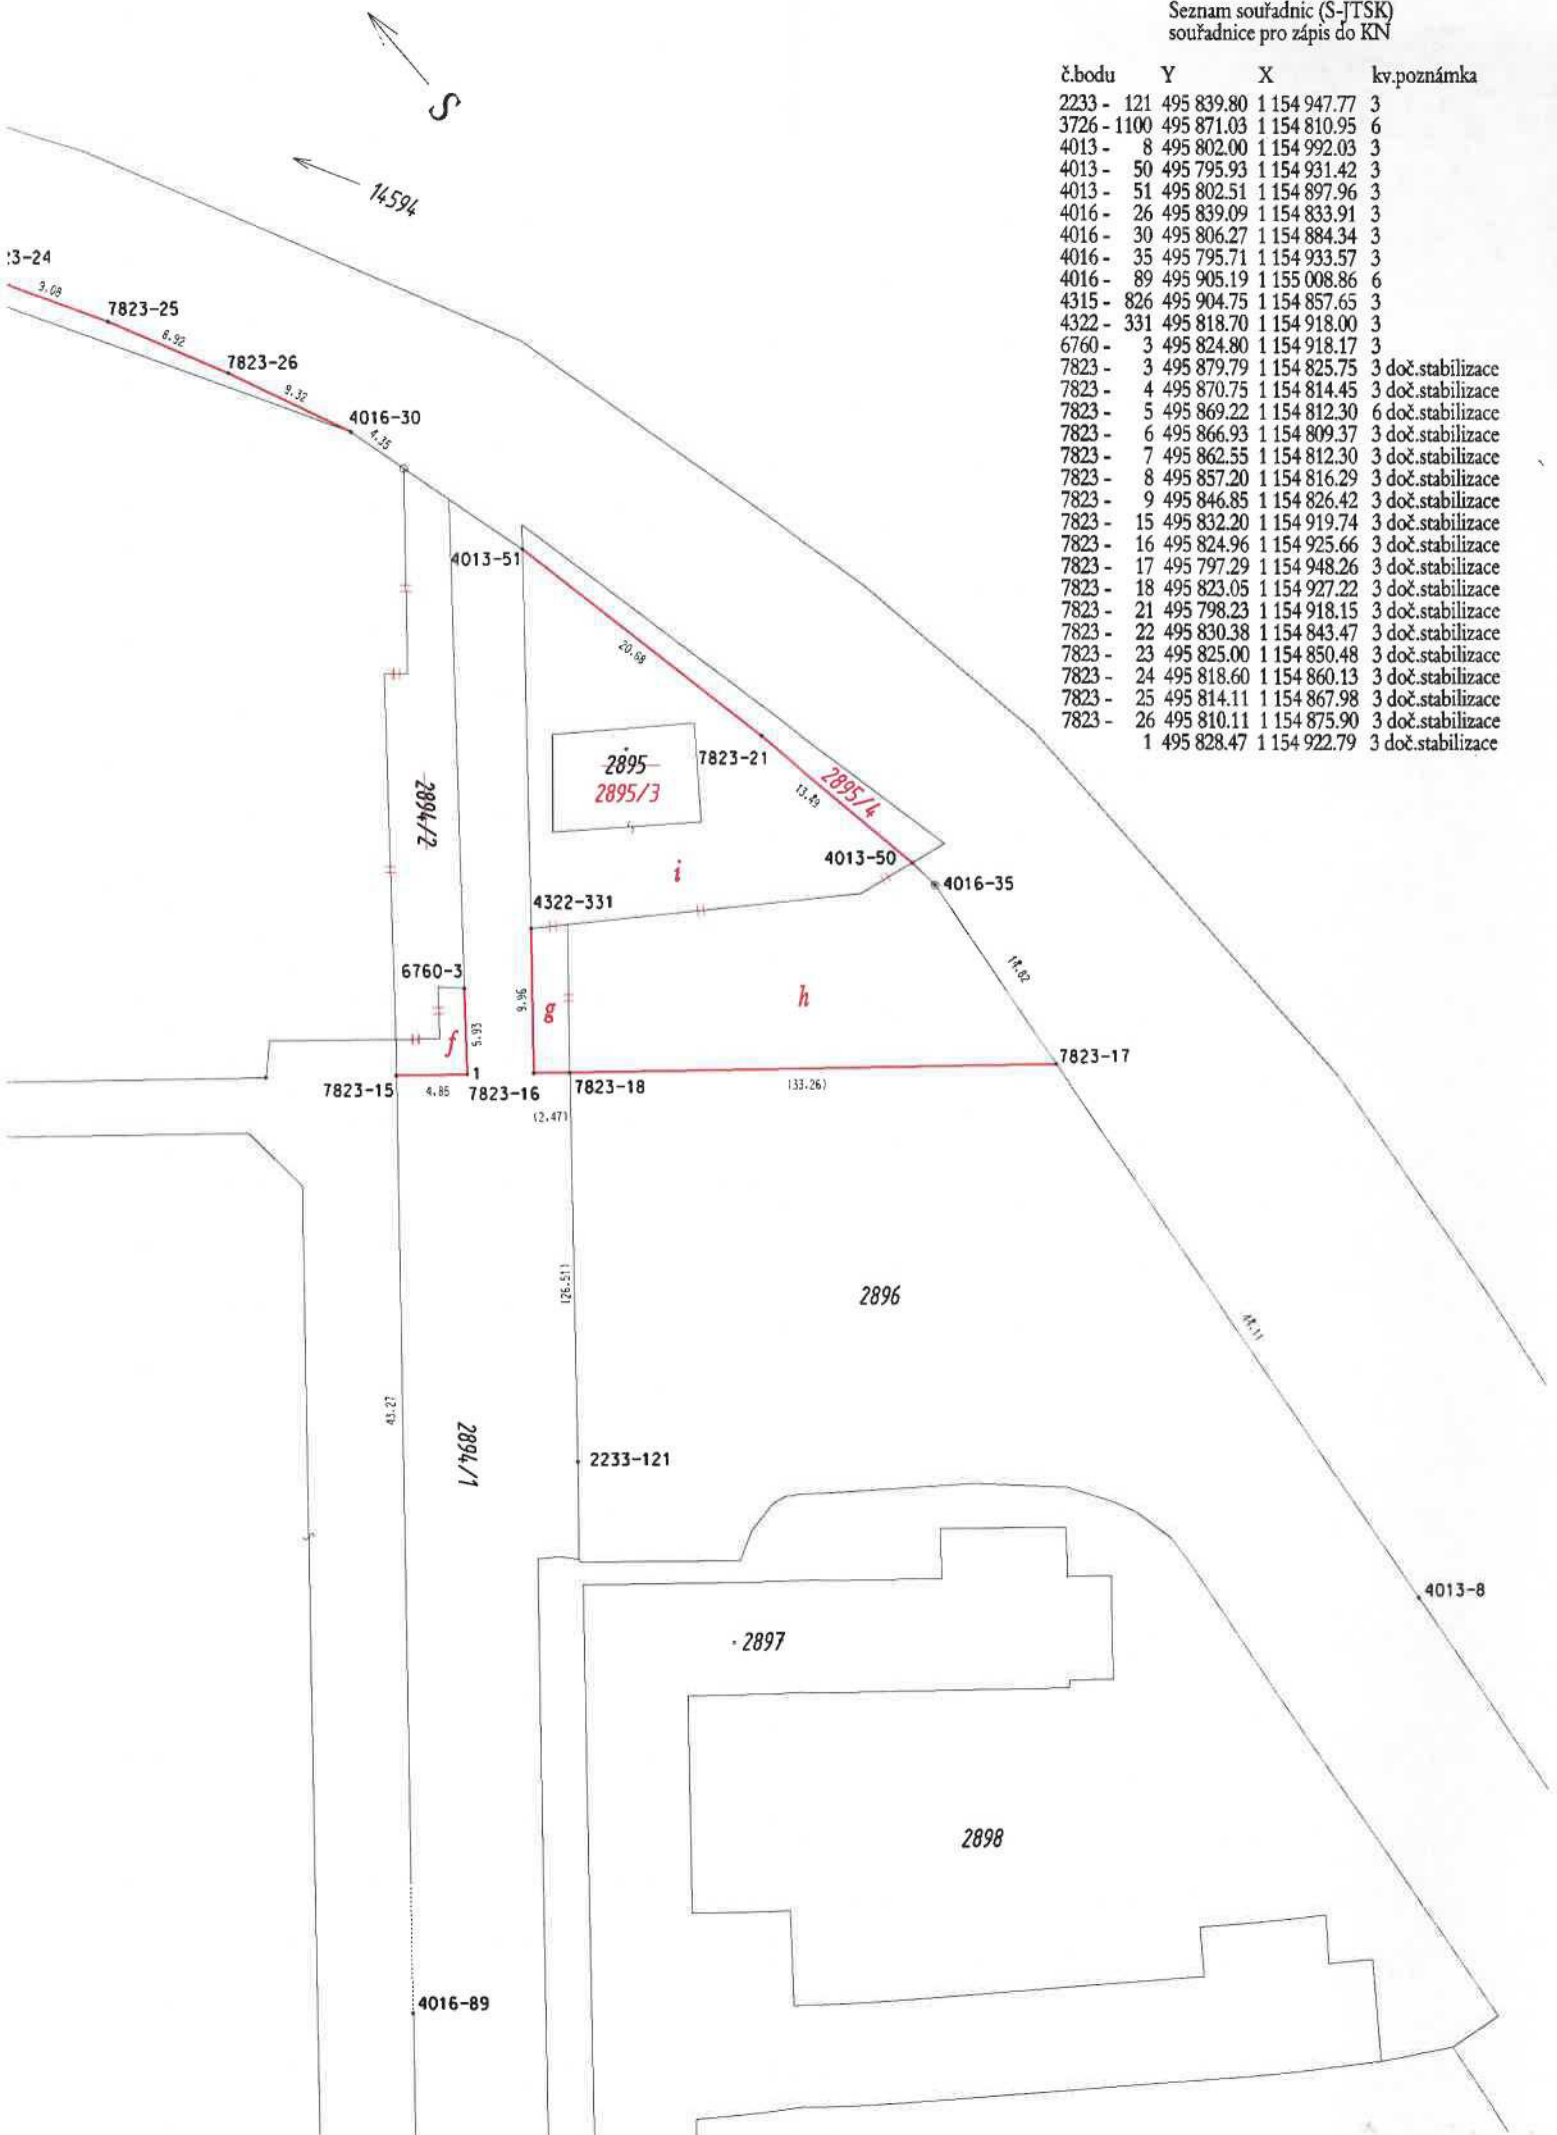 Seznam souřadnic (S-JTSK)
souřadnice pro zápis do KN
č.bodu Y X kv.poznámka
2233 - 121 495 839.80 1 154 947.77 3
3726 - 1100 495 871.03 1 154 810.95 6
4013 - 8 495 802.00 1 154 992.03 3
4013 - 50 495 795.93 1 154 931.42 3
4013 - 51 495 802.51 1 154 897.96 3
4016 - 26 495 839.09 1 154 833.91 3
4016 - 30 495 806.27 1 154 884.34 3
4016 - 35 495 795.71 1 154 933.57 3
4016 - 89 495 905.19 1 155 008.86 6
4315 - 826 495 904.75 1 154 857.65 3
4322 - 331 495 818.70 1 154 918.00 3
6760 - 3 495 824.80 1 154 918.17 3
7823 - 3 495 879.79 1 154 825.75 3 doč.stabilizace
7823 - 4 495 870.75 1 154 814.45 3 doč.stabilizace
7823 - 5 495 869.22 1 154 812.30 6 doč.stabilizace
7823 - 6 495 866.93 1 154 809.37 3 doč.stabilizace
7823 - 7 495 862.55 1 154 812.30 3 doč.stabilizace
7823 - 8 495 857.20 1 154 816.29 3 doč.stabilizace
7823 - 9 495 846.85 1 154 826.42 3 doč.stabilizace
7823 - 15 495 832.20 1 154 919.74 3 doč.stabilizace
7823 - 16 495 824.96 1 154 925.66 3 doč.stabilizace
7823 - 17 495 797.29 1 154 948.26 3 doč.stabilizace
7823 - 18 495 823.05 1 154 927.22 3 doč.stabilizace
7823 - 21 495 798.23 1 154 918.15 3 doč.stabilizace
7823 - 22 495 830.38 1 154 843.47 3 doč.stabilizace
7823 - 23 495 825.00 1 154 850.48 3 doč.stabilizace
7823 - 24 495 818.60 1 154 860.13 3 doč.stabilizace
7823 - 25 495 814.11 1 154 867.98 3 doč.stabilizace
7823 - 26 495 810.11 1 154 875.90 3 doč.stabilizace
1 495 828.47 1 154 922.79 3 doč.stabilizace
S
14594
3-24
9.08
7823-25
8.92
7823-26
9.32
4016-30
4.35
4013-51
20.68
2895
2895/3
7823-21
2895/4
13.49
2894/2
4013-50
4016-35
i
4322-331
6760-3
14.82
9.96
g
h
f
5.93
7823-17
7823-15
4.85
1
7823-16
7823-18
(33.26)
(2.47)
(26.51)
2896
43.27
2894/1
2233-121
4013-8
2897
2898
4016-89